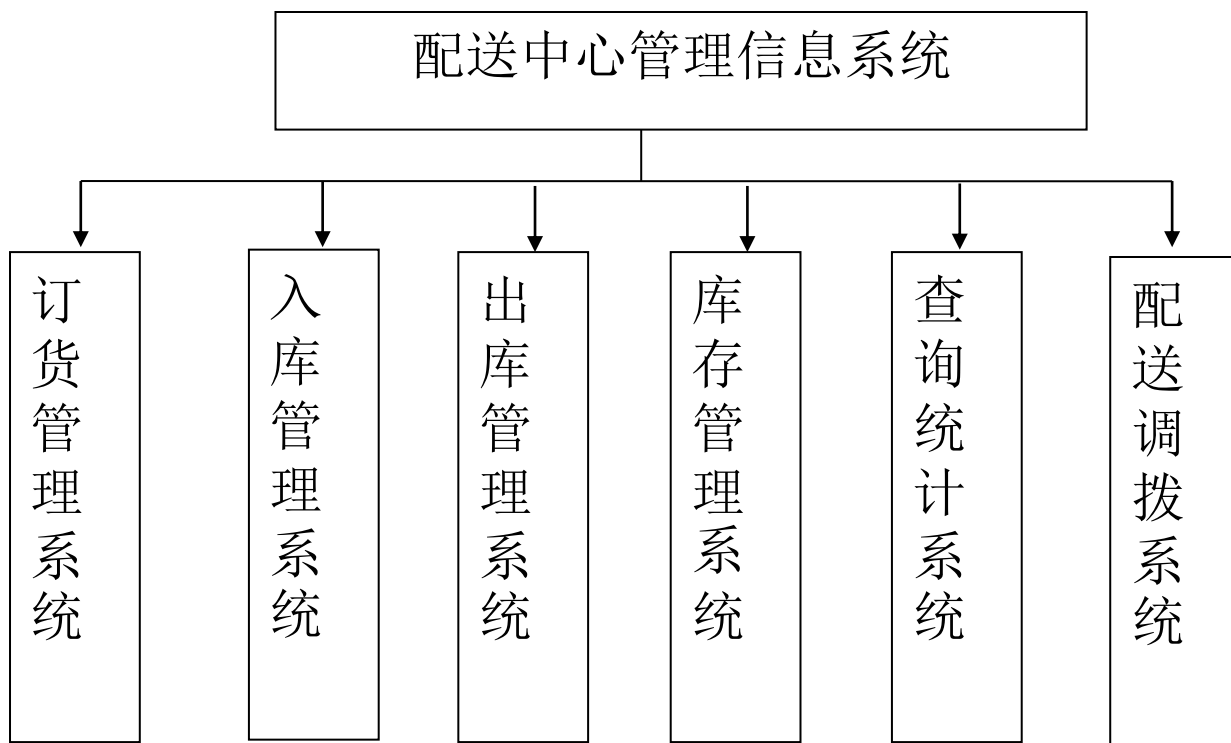 配送中心管理信息系统
订货管理系统
入库管理系统
出库管理系统
库存管理系统
查询统计系统
配送调拨系统